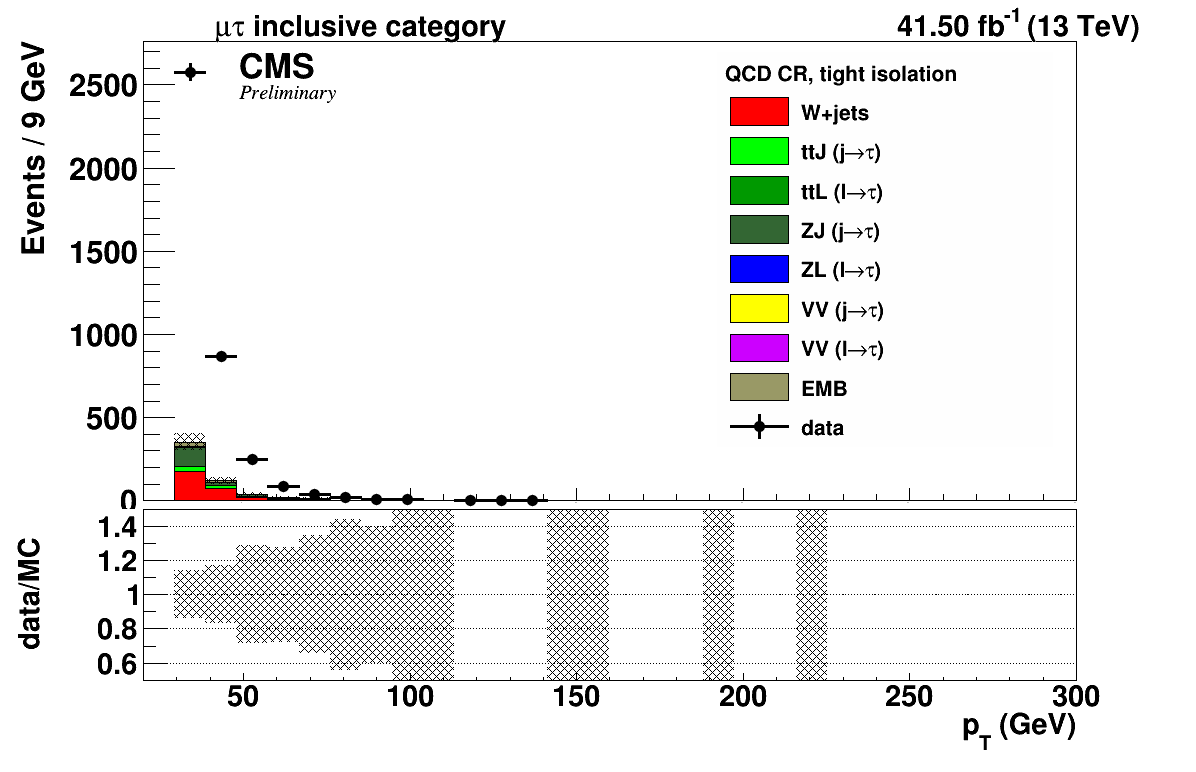 μτ inclusive category
41.50 fb-1 (13 TeV)
CMS
Preliminary
QCD CR, tight isolation
W+jets
ttJ (j→τ)
ttL (l→τ)
ZJ (j→τ)
ZL (l→τ)
VV (j→τ)
VV (l→τ)
EMB
data
Events / 9 GeV
2500
2000
1500
1000
500
0
data/MC
1.4
1.2
1
0.8
0.6
50 100 150 200 250 300
pT (GeV)